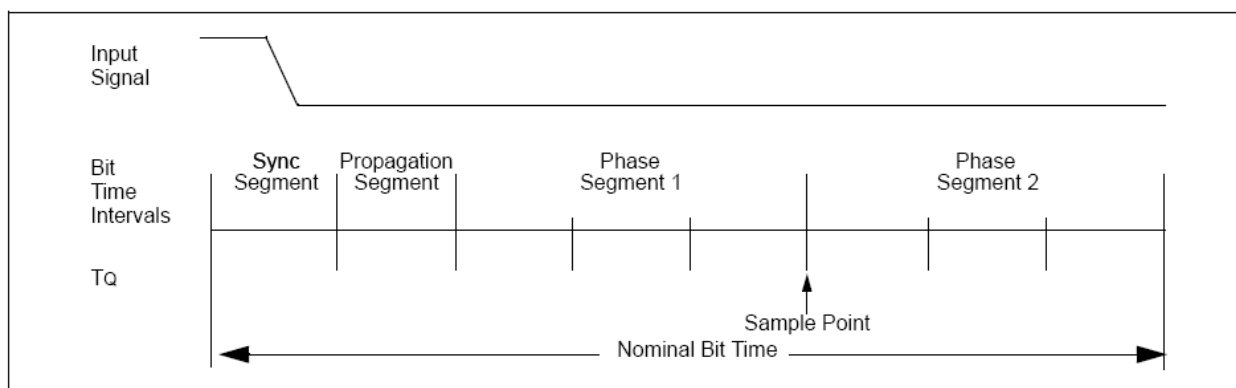 Input
Signal
Bit
Time
Intervals
Sync
Segment
Propagation
Segment
Phase
Segment 1
Phase
Segment 2
TQ
Sample Point
Nominal Bit Time